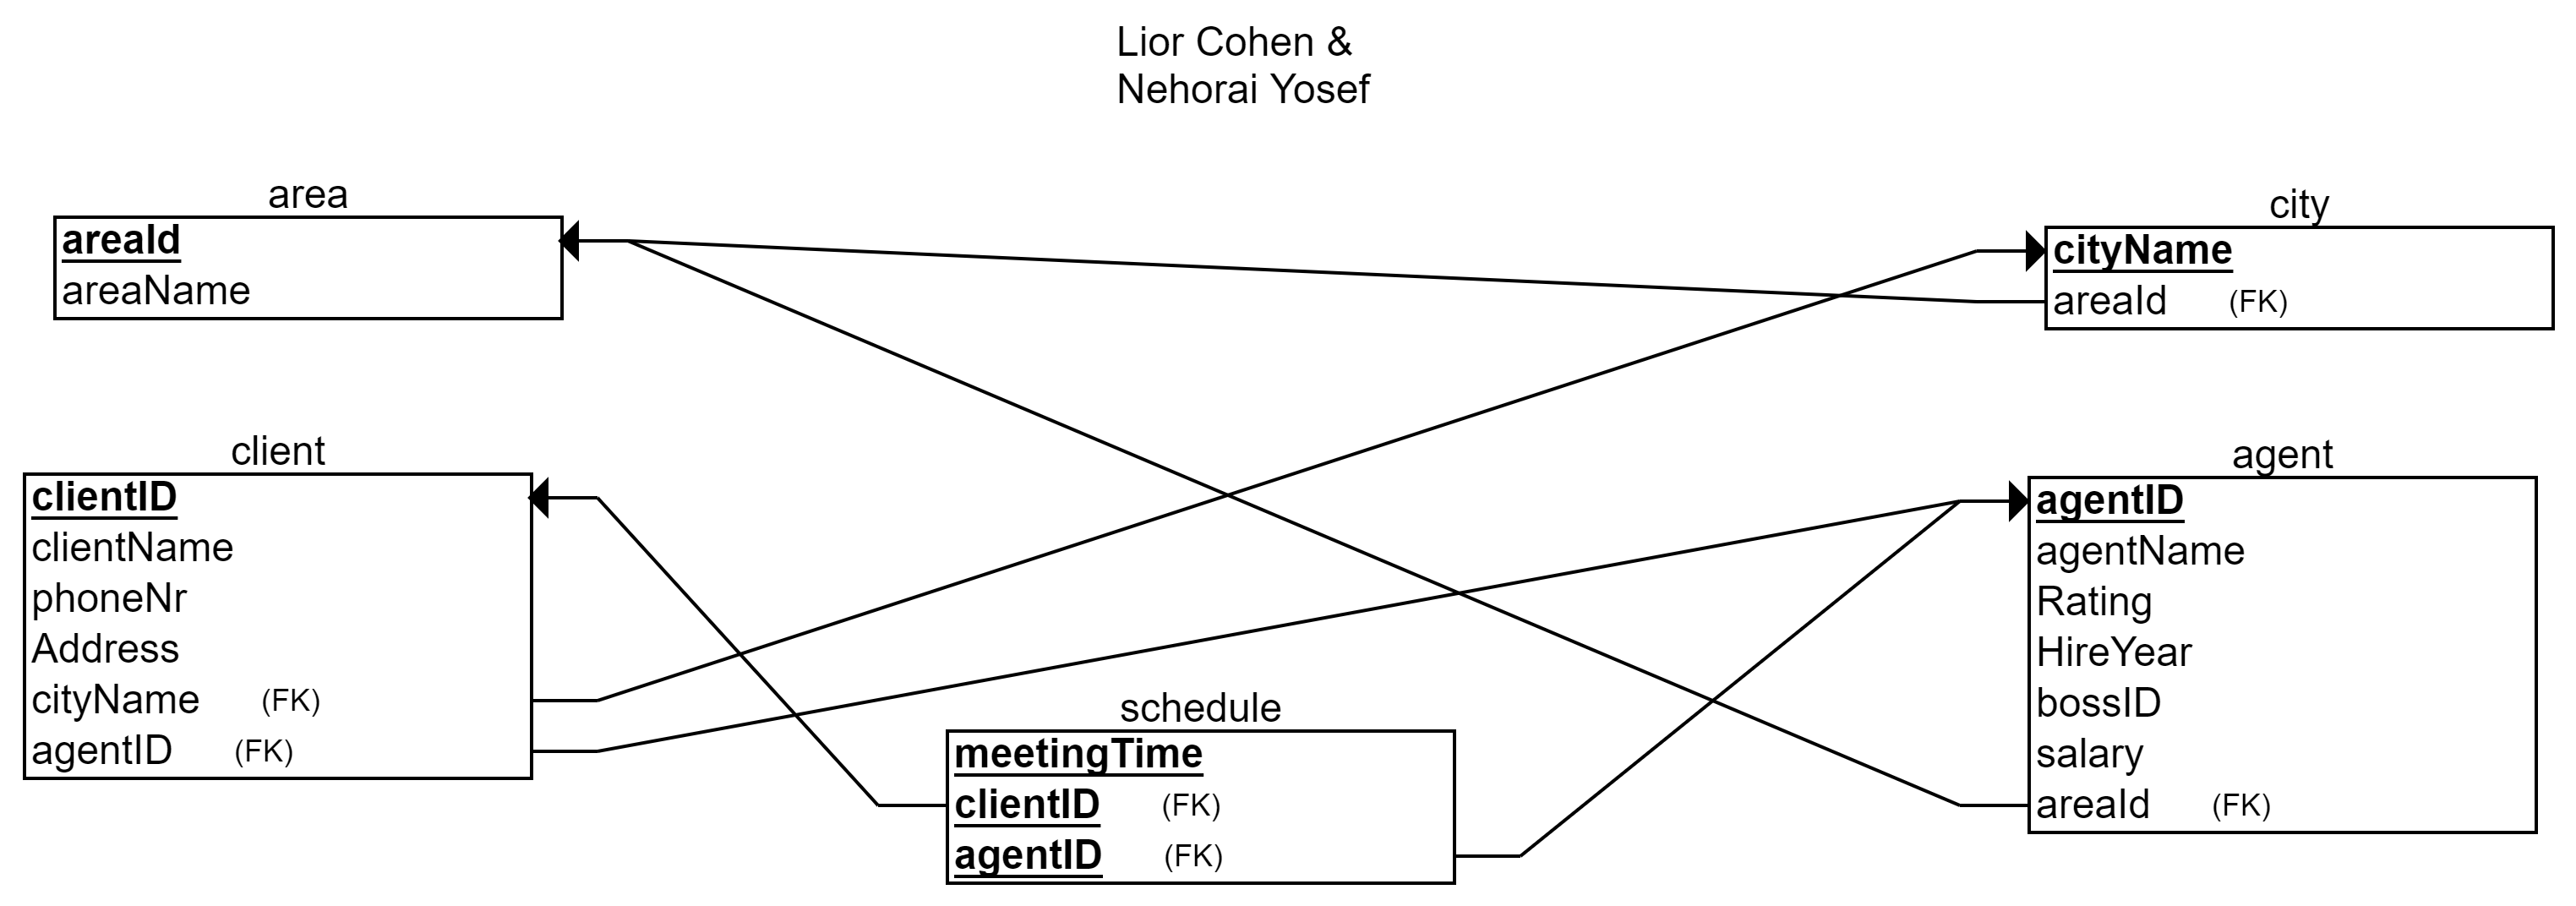 Lior Cohen &
Nehorai Yosef
area
areaId
areaName
city
cityName
areaId (FK)
client
clientID
clientName
phoneNr
Address
cityName (FK)
agentID (FK)
schedule
meetingTime
clientID (FK)
agentID (FK)
agent
agentID
agentName
Rating
HireYear
bossID
salary
areaId (FK)